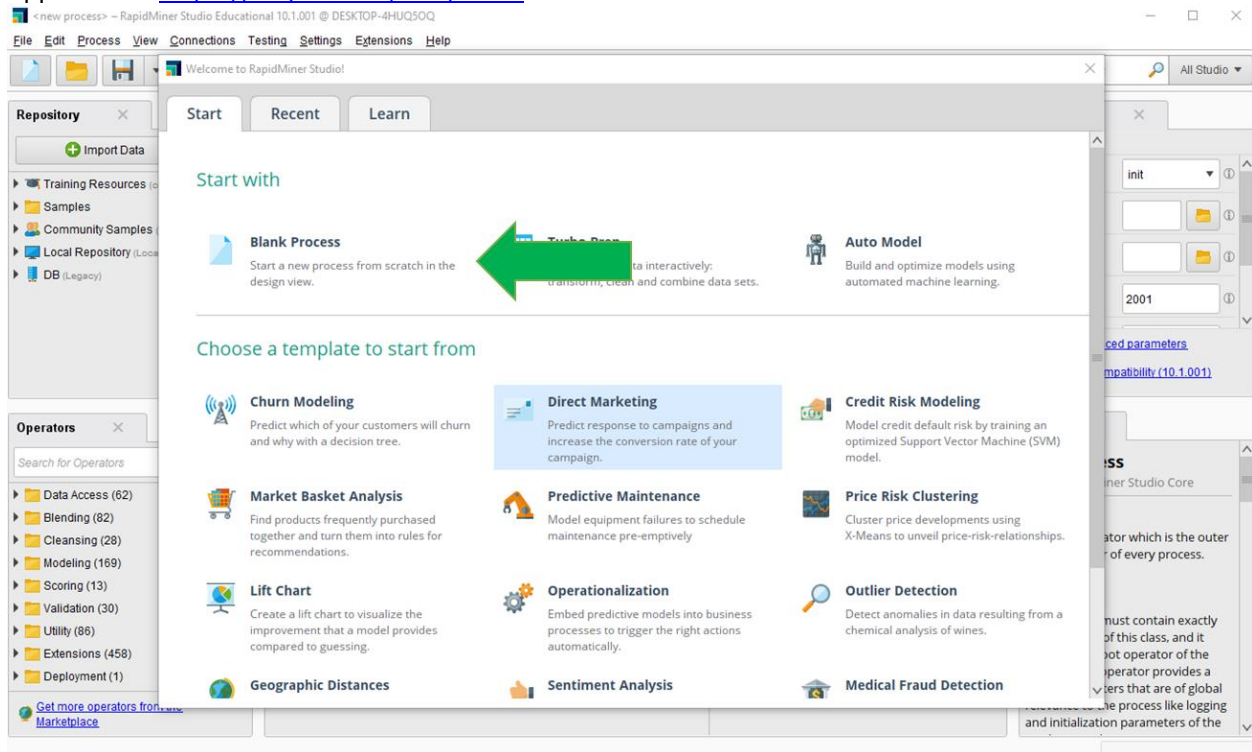 <new process> – RapidMiner Studio Educational 10.1.001 @ DESKTOP-4HUQ5OQ
File Edit Process View Connections Testing Settings Extensions Help
Welcome to RapidMiner Studio!
All Studio
Repository
Import Data
Training Resources
Samples
Community Samples
Local Repository
DB (Legacy)
Operators
Search for Operators
Data Access (62)
Blending (82)
Cleansing (28)
Modeling (169)
Scoring (13)
Validation (30)
Utility (86)
Extensions (458)
Deployment (1)
Get more operators from
Marketplace
Start Recent Learn
Start with
Blank Process
Start a new process from scratch in the
design view.
interactively:
clean and combine data sets.
Auto Model
Build and optimize models using
automated machine learning.
Choose a template to start from
Churn Modeling
Predict which of your customers will churn
and why with a decision tree.
Direct Marketing
Predict response to campaigns and
increase the conversion rate of your
campaign.
Credit Risk Modeling
Model credit default risk by training an
optimized Support Vector Machine (SVM)
model.
Market Basket Analysis
Find products frequently purchased
together and turn them into rules for
recommendations.
Predictive Maintenance
Model equipment failures to schedule
maintenance pre-emptively
Price Risk Clustering
Cluster price developments using
X-Means to unveil price-risk-relationships.
Lift Chart
Create a lift chart to visualize the
improvement that a model provides
compared to guessing.
Operationalization
Embed predictive models into business
processes to trigger the right actions
automatically.
Outlier Detection
Detect anomalies in data resulting from a
chemical analysis of wines.
Geographic Distances
Sentiment Analysis
Medical Fraud Detection
init
2001
parameters
(10.1.001)
Studio Core
which is the outer
of every process.
must contain exactly
of this class, and it
operator of the
provides a
that are of global
the process like logging
and initialization parameters of the